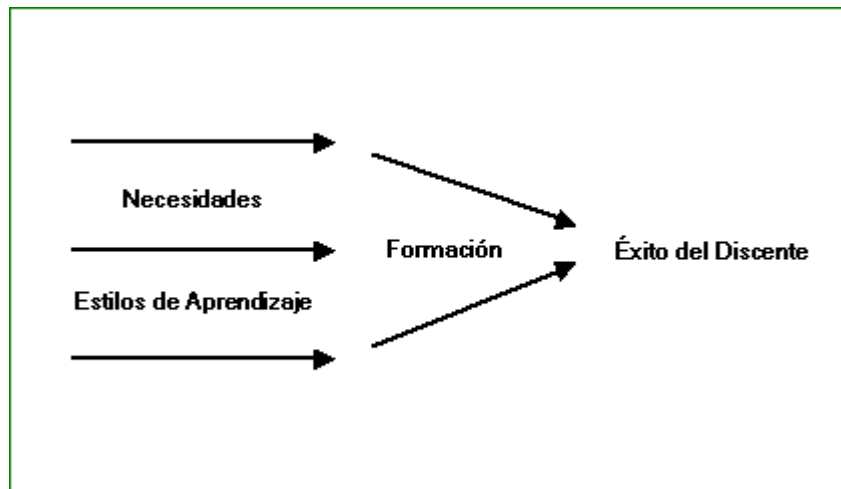 Necesidades
Formación
Éxito del Discente
Estilos de Aprendizaje